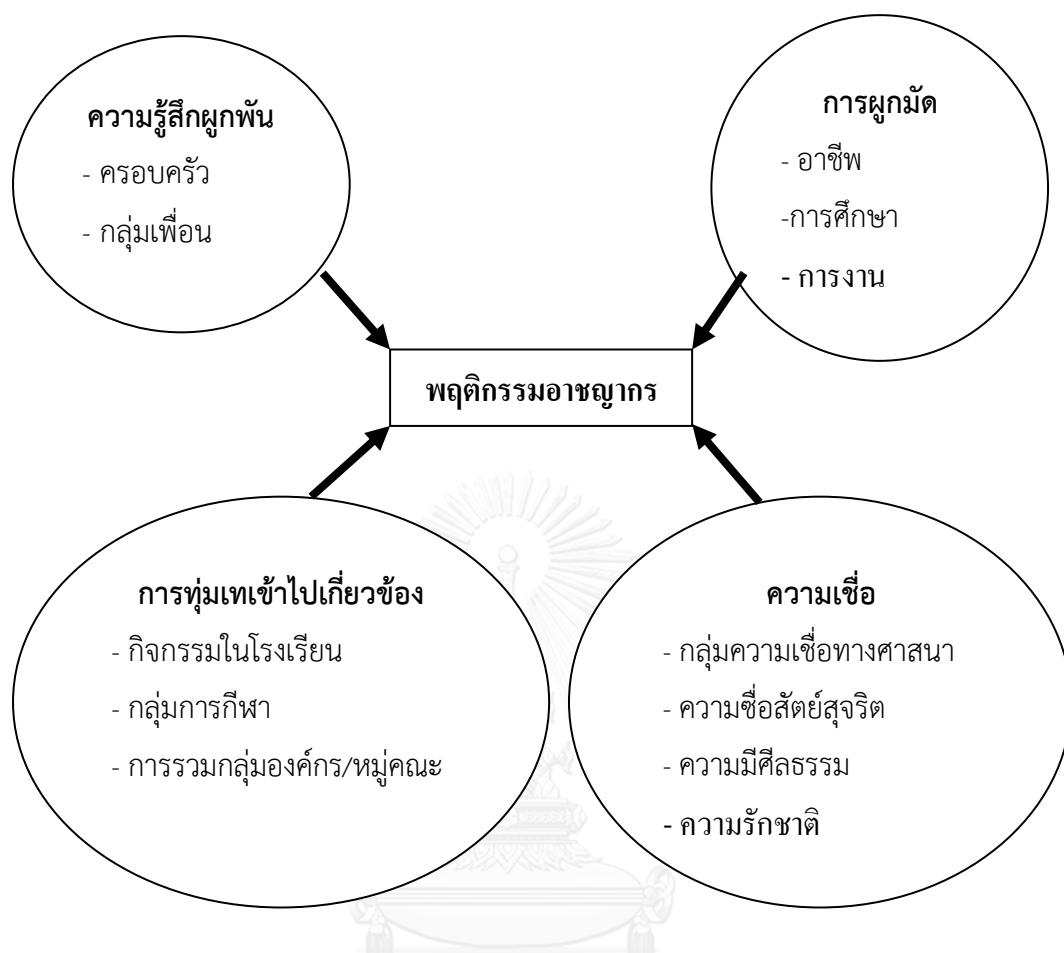 ความรู้สึกผูกพัน
- ครอบครัว
- กลุ่มเพื่อน
การผูกมัด
- อาชีพ
-การศึกษา
- การงาน
พฤติกรรมอาชญากร
การทุ่มเทเข้าไปเกี่ยวข้อง
- กิจกรรมในโรงเรียน
- กลุ่มการกีฬา
- การรวมกลุ่มองค์กร/หมู่คณะ
ความเชื่อ
- กลุ่มความเชื่อทางศาสนา
- ความซื่อสัตย์สุจริต
- ความมีศีลธรรม
- ความรักชาติ